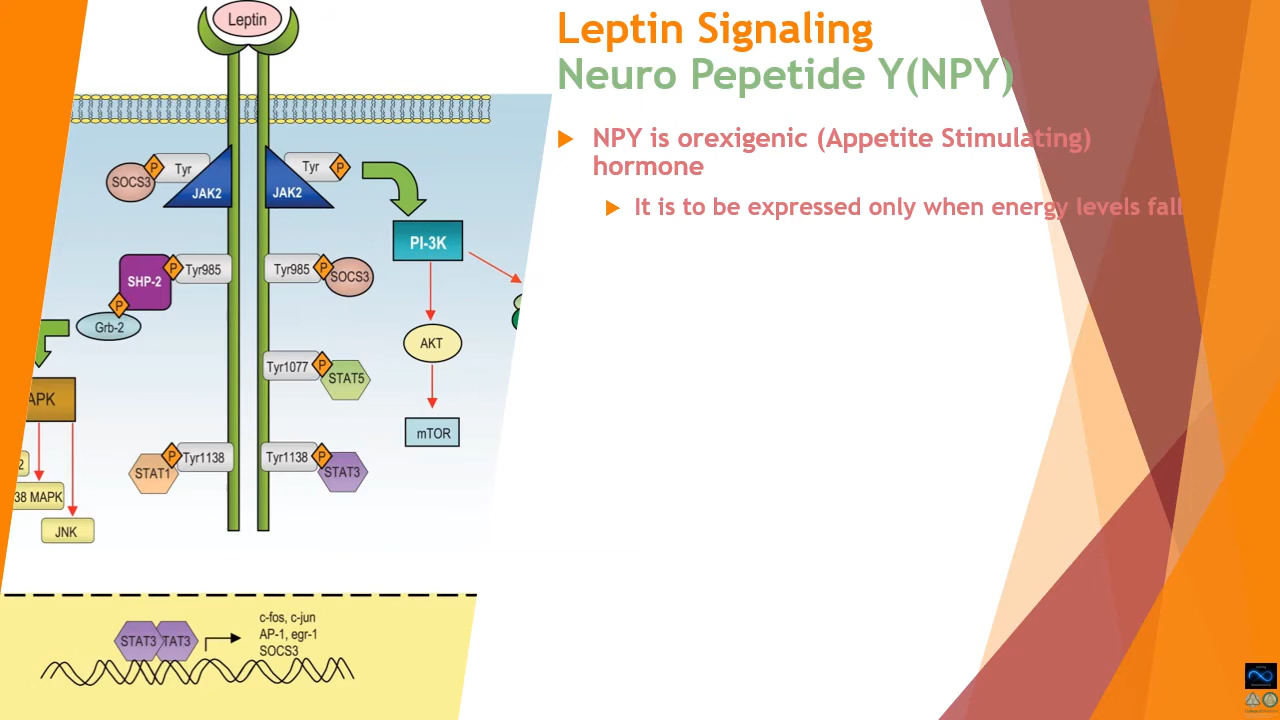 Leptin Signaling
Neuro Pepetide Y(NPY)
NPY is orexigenic (Appetite Stimulating)
hormone
It is to be expressed only when energy levels fall
Leptin
SOCS3 P Tyr JAK2
Tyr P JAK2
PI-3K
SHP-2 P Tyr985
Tyr985 P SOCS3
P
Grb-2
AKT
Tyr1077 P STAT5
APK
mTOR
STAT1 P Tyr1138
Tyr1138 P STAT3
2
38 MAPK
JNK
c-fos, c-jun
AP-1, egr-1
SOCS3
STAT3 TAT3